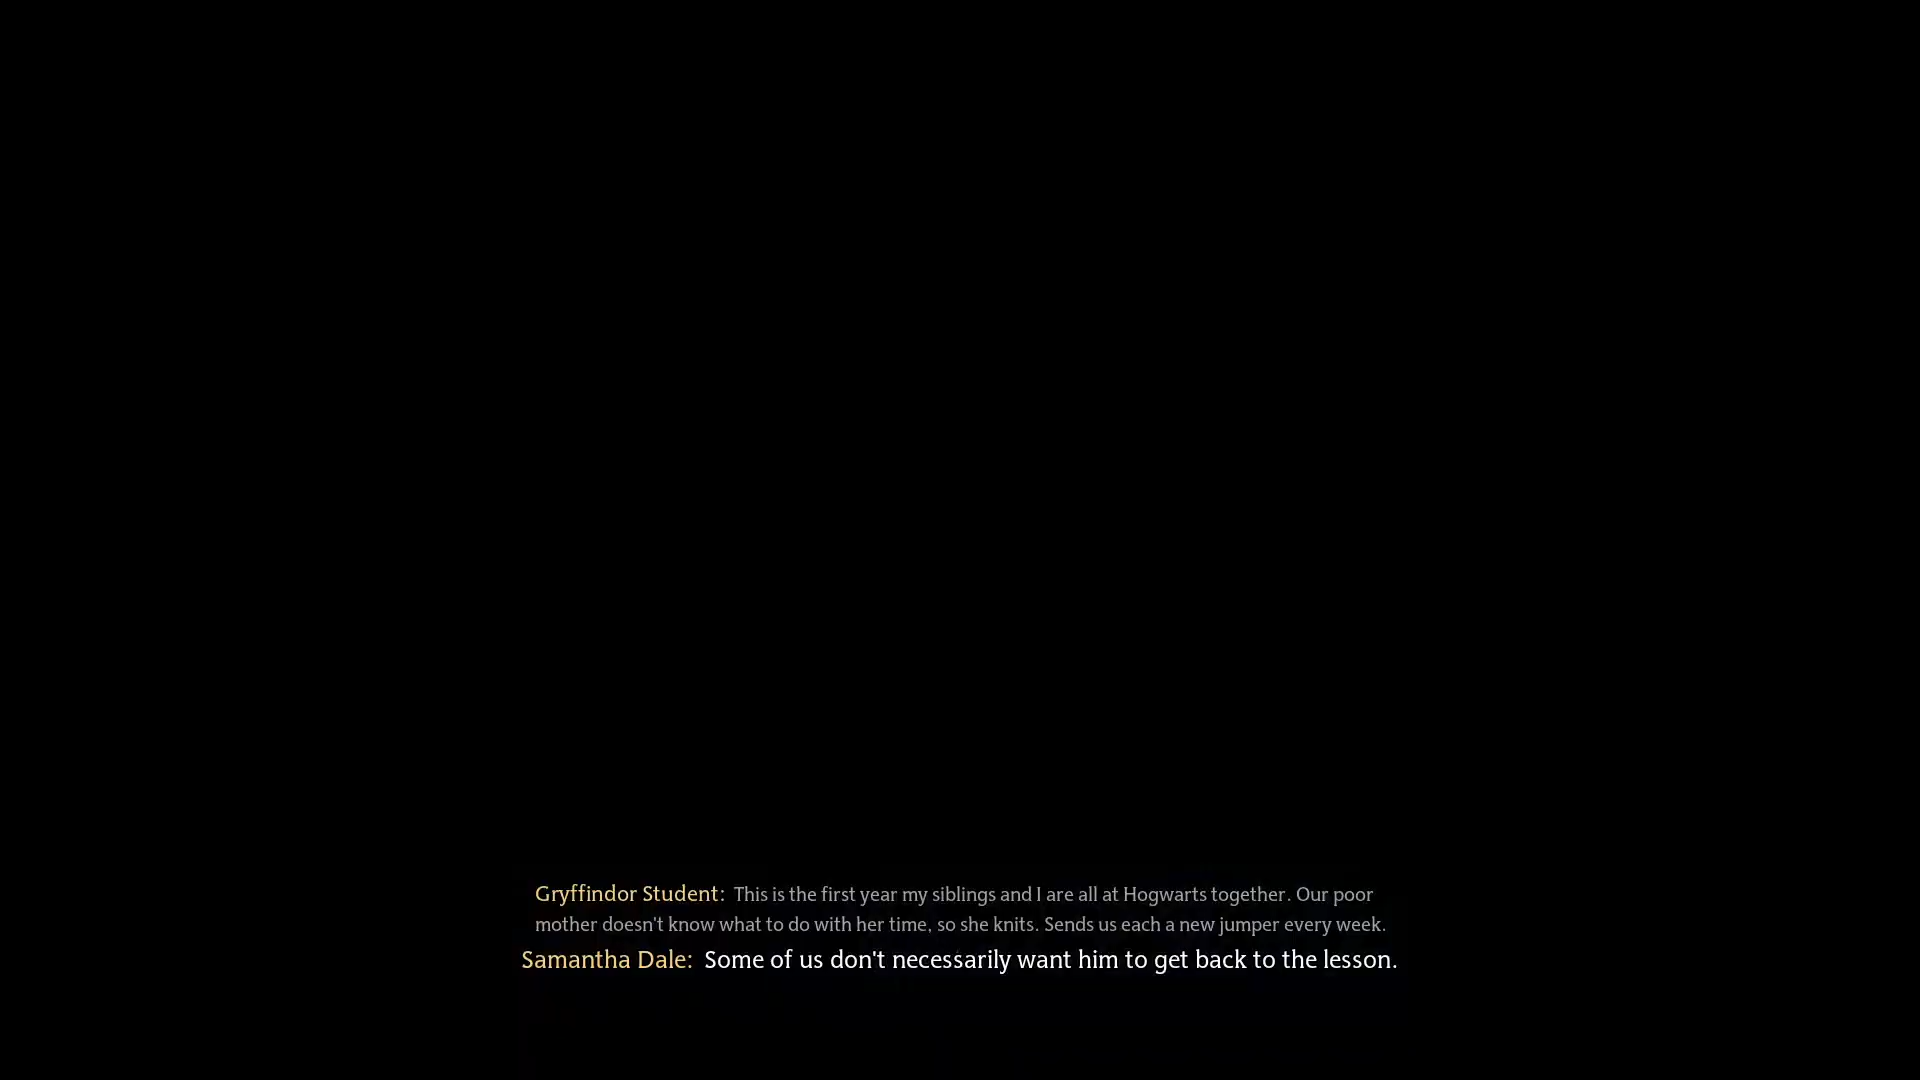 Gryffindor Student: This is the first year my siblings and I are all at Hogwarts together. Our poor
mother doesn't know what to do with her time, so she knits. Sends us each a new jumper every week.
Samantha Dale: Some of us don't necessarily want him to get back to the lesson.